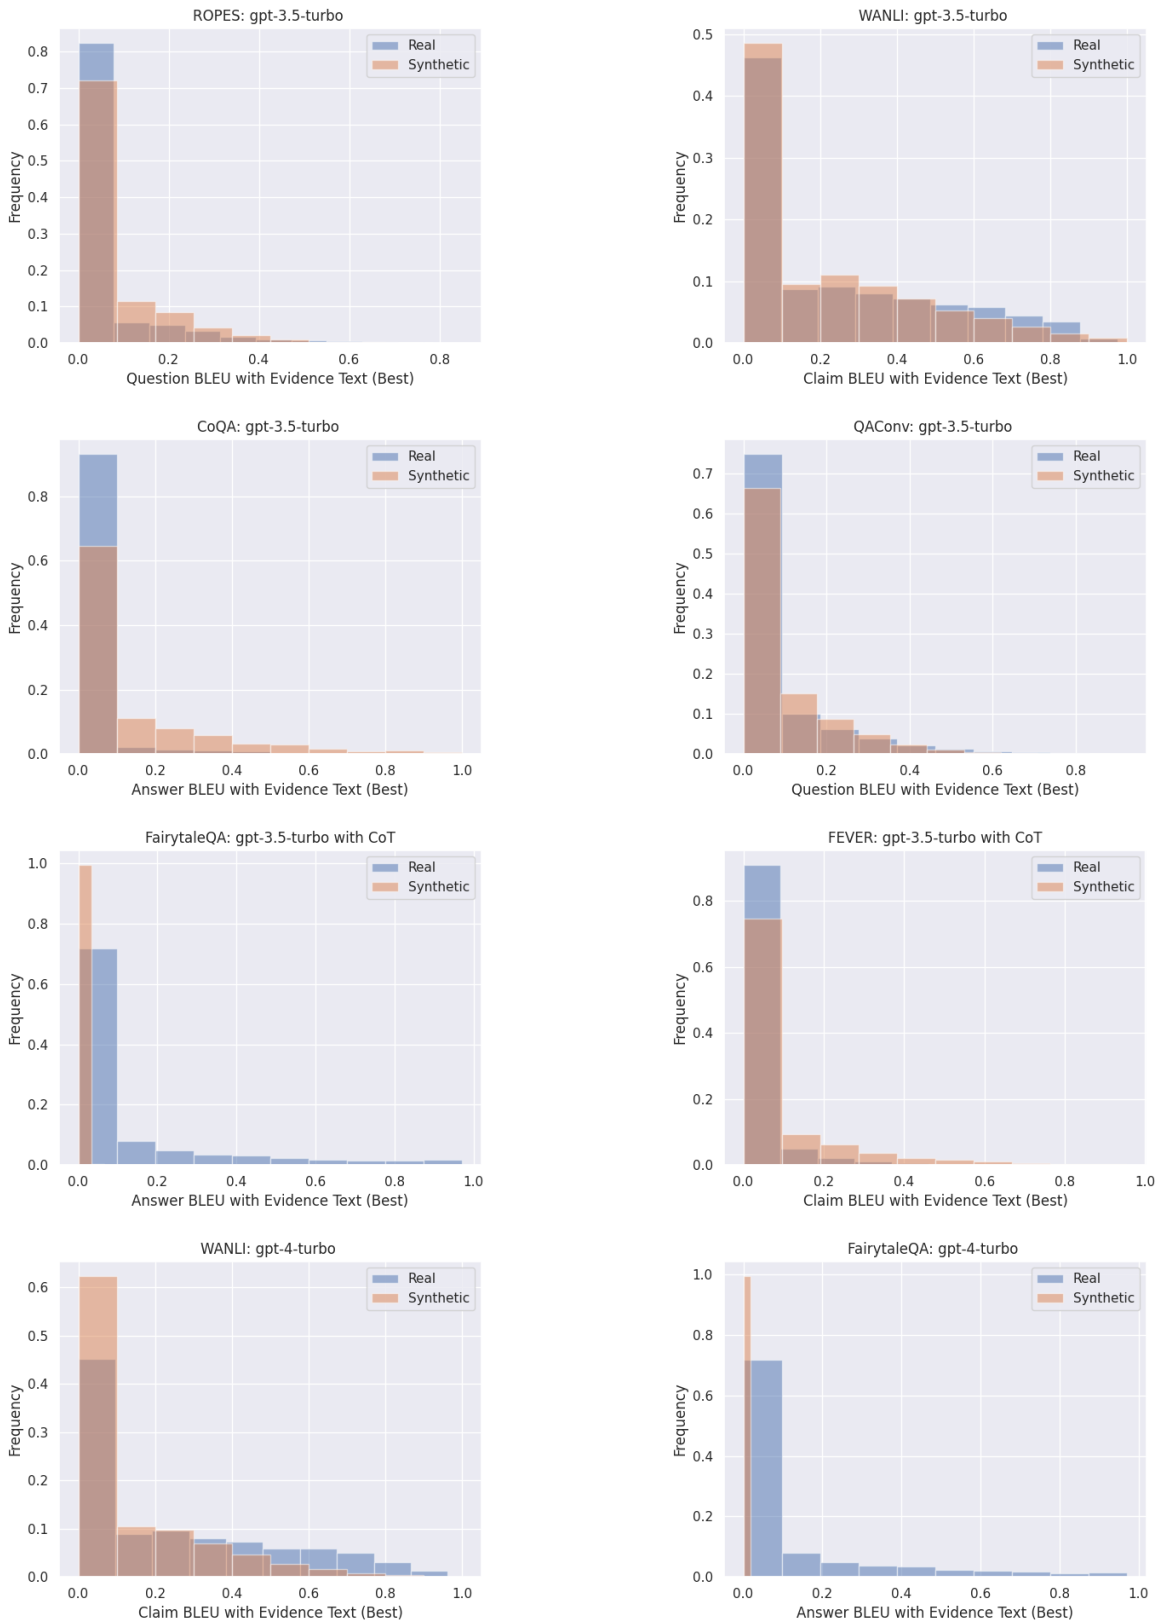 ROPES: gpt-3.5-turbo
Real
Synthetic
Frequency
0.8
0.7
0.6
0.5
0.4
0.3
0.2
0.1
0.0
0.0 0.2 0.4 0.6 0.8
Question BLEU with Evidence Text (Best)
WANLI: gpt-3.5-turbo
Real
Synthetic
Frequency
0.5
0.4
0.3
0.2
0.1
0.0
0.0 0.2 0.4 0.6 0.8 1.0
Claim BLEU with Evidence Text (Best)
CoQA: gpt-3.5-turbo
Real
Synthetic
Frequency
0.8
0.6
0.4
0.2
0.0
0.0 0.2 0.4 0.6 0.8 1.0
Answer BLEU with Evidence Text (Best)
QAConv: gpt-3.5-turbo
Real
Synthetic
Frequency
0.7
0.6
0.5
0.4
0.3
0.2
0.1
0.0
0.0 0.2 0.4 0.6 0.8
Question BLEU with Evidence Text (Best)
FairytaleQA: gpt-3.5-turbo with CoT
Real
Synthetic
Frequency
1.0
0.8
0.6
0.4
0.2
0.0
0.0 0.2 0.4 0.6 0.8 1.0
Answer BLEU with Evidence Text (Best)
FEVER: gpt-3.5-turbo with CoT
Real
Synthetic
Frequency
0.8
0.6
0.4
0.2
0.0
0.0 0.2 0.4 0.6 0.8 1.0
Claim BLEU with Evidence Text (Best)
WANLI: gpt-4-turbo
Real
Synthetic
Frequency
0.6
0.5
0.4
0.3
0.2
0.1
0.0
0.0 0.2 0.4 0.6 0.8 1.0
Claim BLEU with Evidence Text (Best)
FairytaleQA: gpt-4-turbo
Real
Synthetic
Frequency
1.0
0.8
0.6
0.4
0.2
0.0
0.0 0.2 0.4 0.6 0.8 1.0
Answer BLEU with Evidence Text (Best)